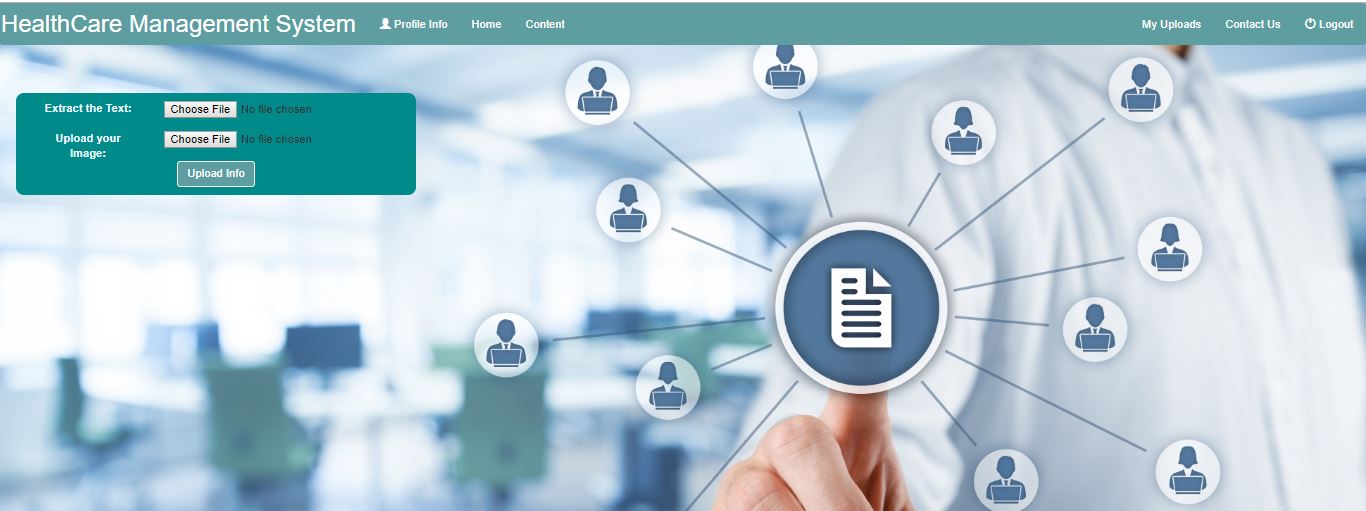 HealthCare Management System Profile Info Home Content My Uploads Contact Us Logout
Extract the Text: Choose File No file chosen
Upload your Choose File No file chosen
Image:
Upload Info